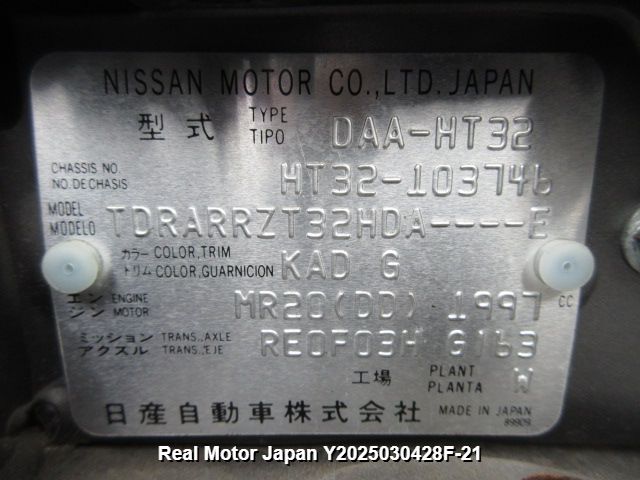 NISSAN MOTOR CO.,LTD. JAPAN
型式 TYPE TIPO DAA-HT32
CHASSIS NO. NO. DE CHASIS HT32-103746
MODEL MODELO TDRARRZT32HDA----E
カラー COLOR, TRIM
トリム COLOR, GUARNICION KAD G
エンジン ENGINE MOTOR MR20(DD) 1997 CC
ミッション TRANS., AXLE
アクスル TRANS., EJE RE0F03H G163
工場 PLANT PLANTA W
日産自動車株式会社 MADE IN JAPAN
89909
Real Motor Japan Y2025030428F-21